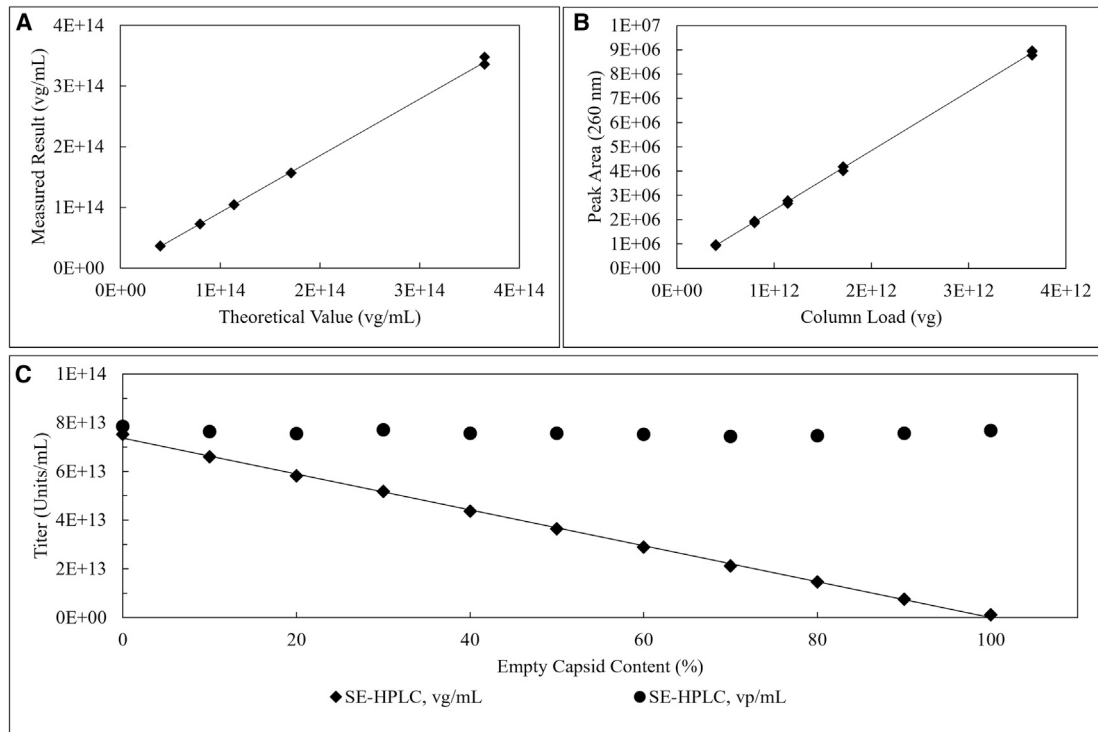 A
4E+14
3E+14
2E+14
1E+14
0E+00
Measured Result (vg/mL)
0E+00 1E+14 2E+14 3E+14 4E+14
Theoretical Value (vg/mL)
B
1E+07
9E+06
8E+06
7E+06
6E+06
5E+06
4E+06
3E+06
2E+06
1E+06
0E+00
Peak Area (260 nm)
0E+00 1E+12 2E+12 3E+12 4E+12
Column Load (vg)
C
1E+14
8E+13
6E+13
4E+13
2E+13
0E+00
Titer (Units/mL)
0 20 40 60 80 100
Empty Capsid Content (%)
SE-HPLC, vg/mL SE-HPLC, vp/mL